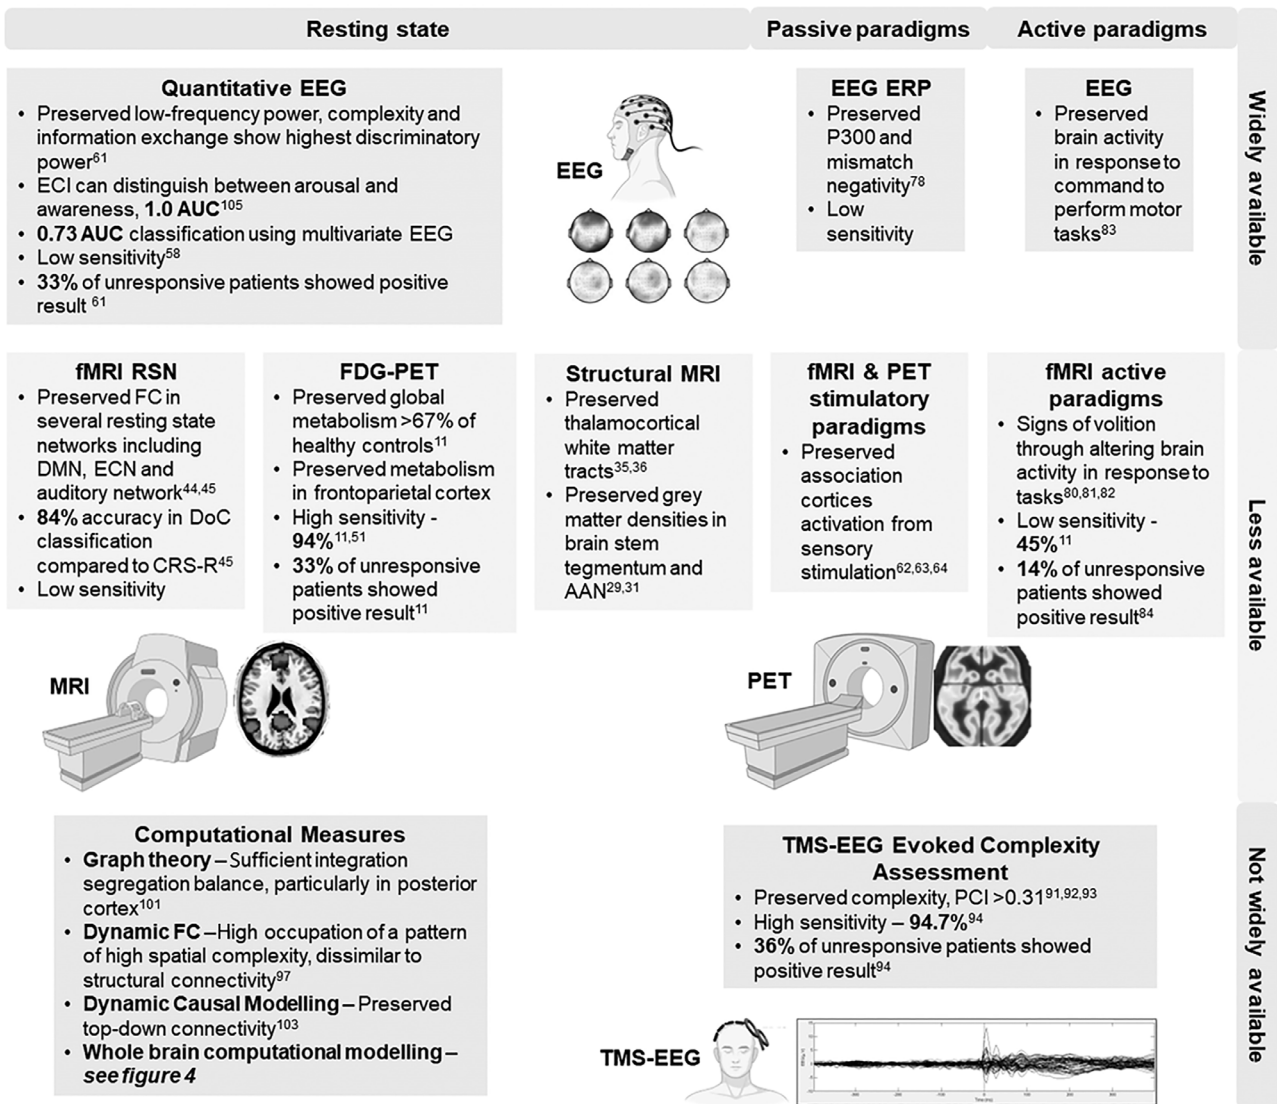 Resting state
Passive paradigms
Active paradigms
Widely available
Quantitative EEG
• Preserved low-frequency power, complexity and
information exchange show highest discriminatory
power61
• ECI can distinguish between arousal and
awareness, 1.0 AUC105
• 0.73 AUC classification using multivariate EEG
• Low sensitivity58
• 33% of unresponsive patients showed positive
result 61
EEG
EEG ERP
• Preserved
P300 and
mismatch
negativity78
• Low
sensitivity
EEG
• Preserved
brain activity
in response to
command to
perform motor
tasks83
Less available
fMRI RSN
• Preserved FC in
several resting state
networks including
DMN, ECN and
auditory network44,45
• 84% accuracy in DoC
classification
compared to CRS-R45
• Low sensitivity
FDG-PET
• Preserved global
metabolism >67% of
healthy controls11
• Preserved metabolism
in frontoparietal cortex
• High sensitivity -
94%11,51
• 33% of unresponsive
patients showed
positive result11
Structural MRI
• Preserved
thalamocortical
white matter
tracts35,36
• Preserved grey
matter densities in
brain stem
tegmentum and
AAN29,31
fMRI & PET
stimulatory
paradigms
• Preserved
association
cortices
activation from
sensory
stimulation62,63,64
fMRI active
paradigms
• Signs of volition
through altering brain
activity in response to
tasks80,81,82
• Low sensitivity -
45%11
• 14% of unresponsive
patients showed
positive result84
MRI
PET
Not widely available
Computational Measures
• Graph theory – Sufficient integration
segregation balance, particularly in posterior
cortex101
• Dynamic FC – High occupation of a pattern
of high spatial complexity, dissimilar to
structural connectivity97
• Dynamic Causal Modelling – Preserved
top-down connectivity103
• Whole brain computational modelling –
see figure 4
TMS-EEG Evoked Complexity
Assessment
• Preserved complexity, PCI >0.3191,92,93
• High sensitivity – 94.7%94
• 36% of unresponsive patients showed
positive result94
TMS-EEG
Time (ms)